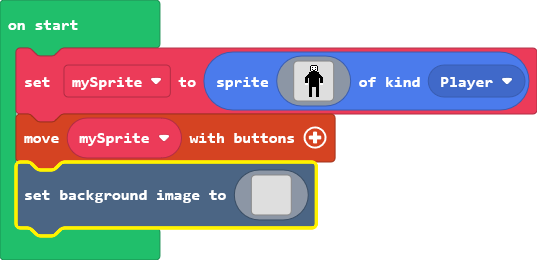 on start
set mySprite to sprite of kind Player
move mySprite with buttons
set background image to